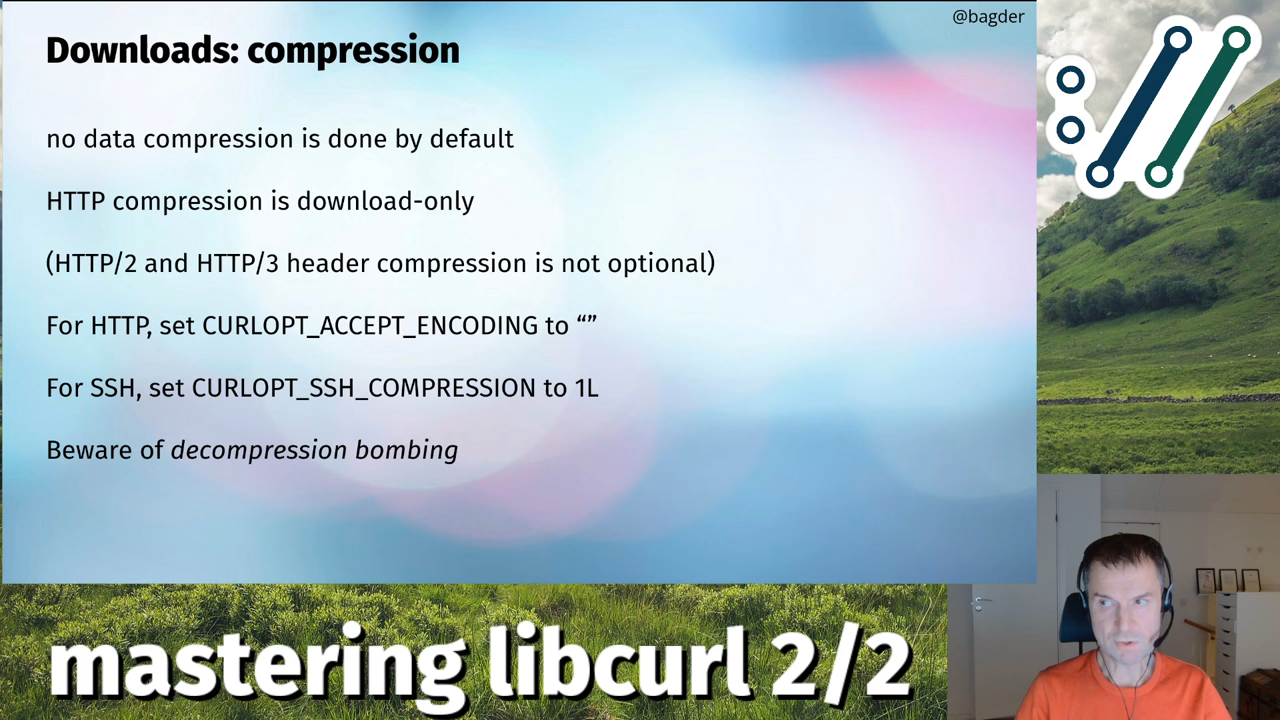 @bagder
Downloads: compression
no data compression is done by default
HTTP compression is download-only
(HTTP/2 and HTTP/3 header compression is not optional)
For HTTP, set CURLOPT_ACCEPT_ENCODING to “”
For SSH, set CURLOPT_SSH_COMPRESSION to 1L
Beware of decompression bombing
mastering libcurl 2/2